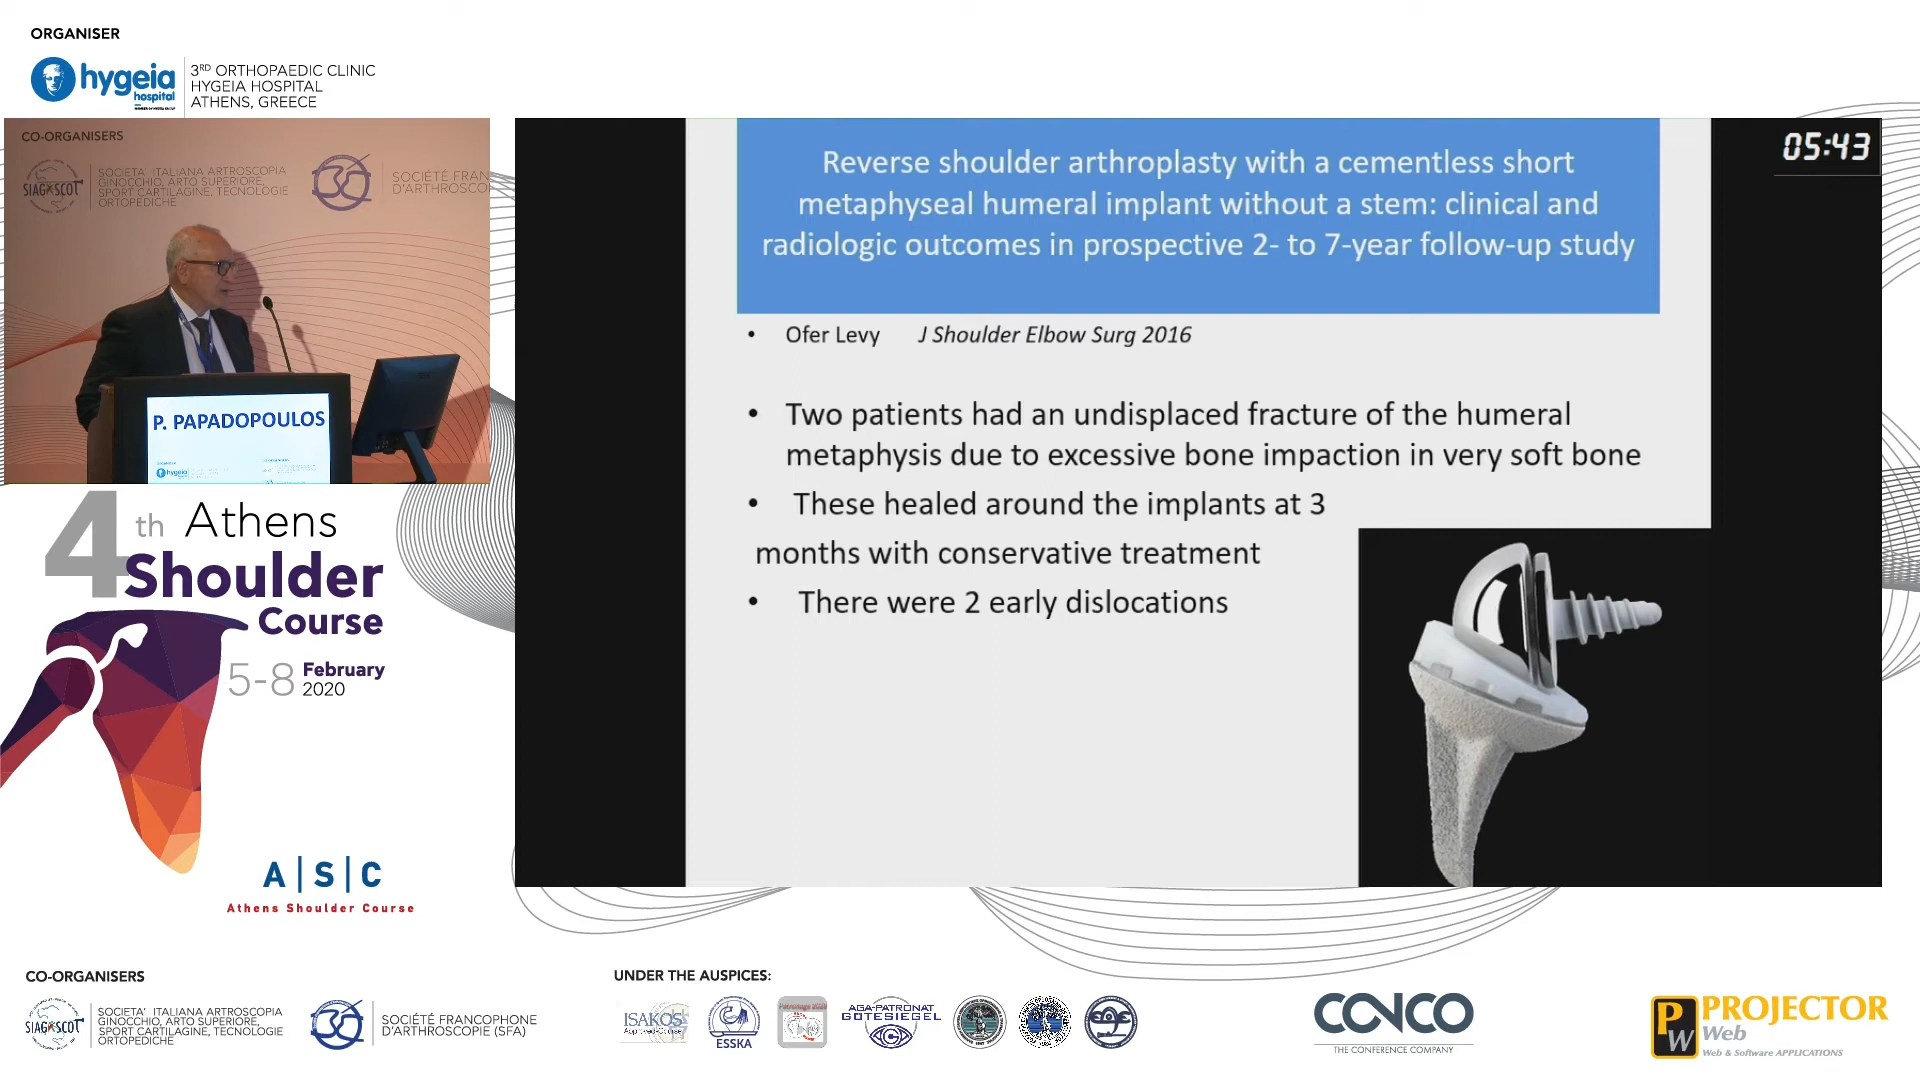 ORGANISER
hygeia
hospital
3RD ORTHOPAEDIC CLINIC
HYGEIA HOSPITAL
ATHENS, GREECE
CO-ORGANISERS
SIAGASCOT
SOCIETA' ITALIANA ARTROSCOPIA
GINOCCHIO, ARTO SUPERIORE,
SPORT CARTILAGINE, TECNOLOGIE
ORTOPEDICHE
SOCIÉTÉ FRAN
D'ARTHROSCO
P. PAPADOPOULOS
hygeia
05:43
Reverse shoulder arthroplasty with a cementless short
metaphyseal humeral implant without a stem: clinical and
radiologic outcomes in prospective 2- to 7-year follow-up study
• Ofer Levy J Shoulder Elbow Surg 2016
• Two patients had an undisplaced fracture of the humeral
metaphysis due to excessive bone impaction in very soft bone
• These healed around the implants at 3
months with conservative treatment
• There were 2 early dislocations
4th Athens
Shoulder
Course
5-8 February
2020
A|S|C
Athens Shoulder Course
CO-ORGANISERS
SIAGASCOT
SOCIETA' ITALIANA ARTROSCOPIA
GINOCCHIO, ARTO SUPERIORE,
SPORT CARTILAGINE, TECNOLOGIE
ORTOPEDICHE
SOCIÉTÉ FRANCOPHONE
D'ARTHROSCOPIE (SFA)
UNDER THE AUSPICES:
ISAKOS
ESSKA
Patronage 2020
AGA-PATRONAT
GÜTESIEGEL
CONCO
THE CONFERENCE COMPANY
PW PROJECTOR
Web
Web & Software APPLICATIONS